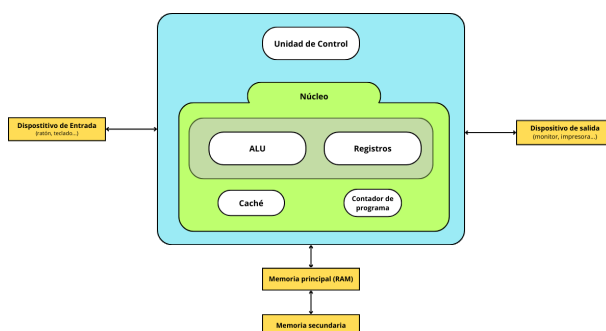 Unidad de Control
Núcleo
Dispostitivo de Entrada
(ratón, teclado...)
Dispositivo de salida
(monitor, impresora...)
ALU
Registros
Caché
Contador de
programa
Memoria principal (RAM)
Memoria secundaria